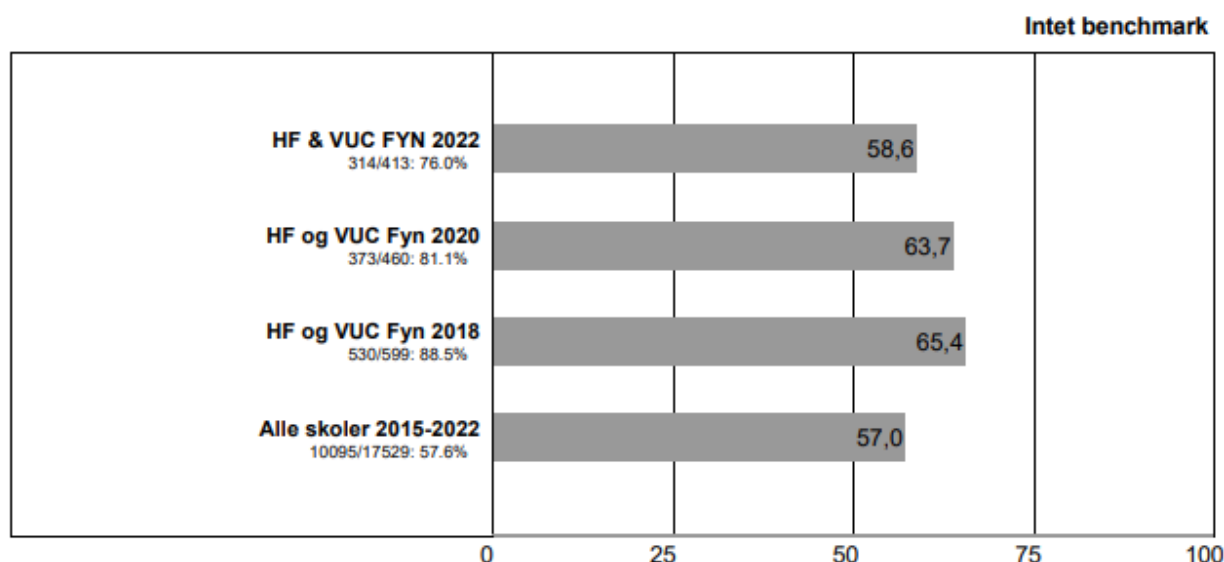 Intet benchmark
HF & VUC FYN 2022
314/413: 76.0%
58,6
HF og VUC Fyn 2020
373/460: 81.1%
63,7
HF og VUC Fyn 2018
530/599: 88.5%
65,4
Alle skoler 2015-2022
10095/17529: 57.6%
57,0
0 25 50 75 100